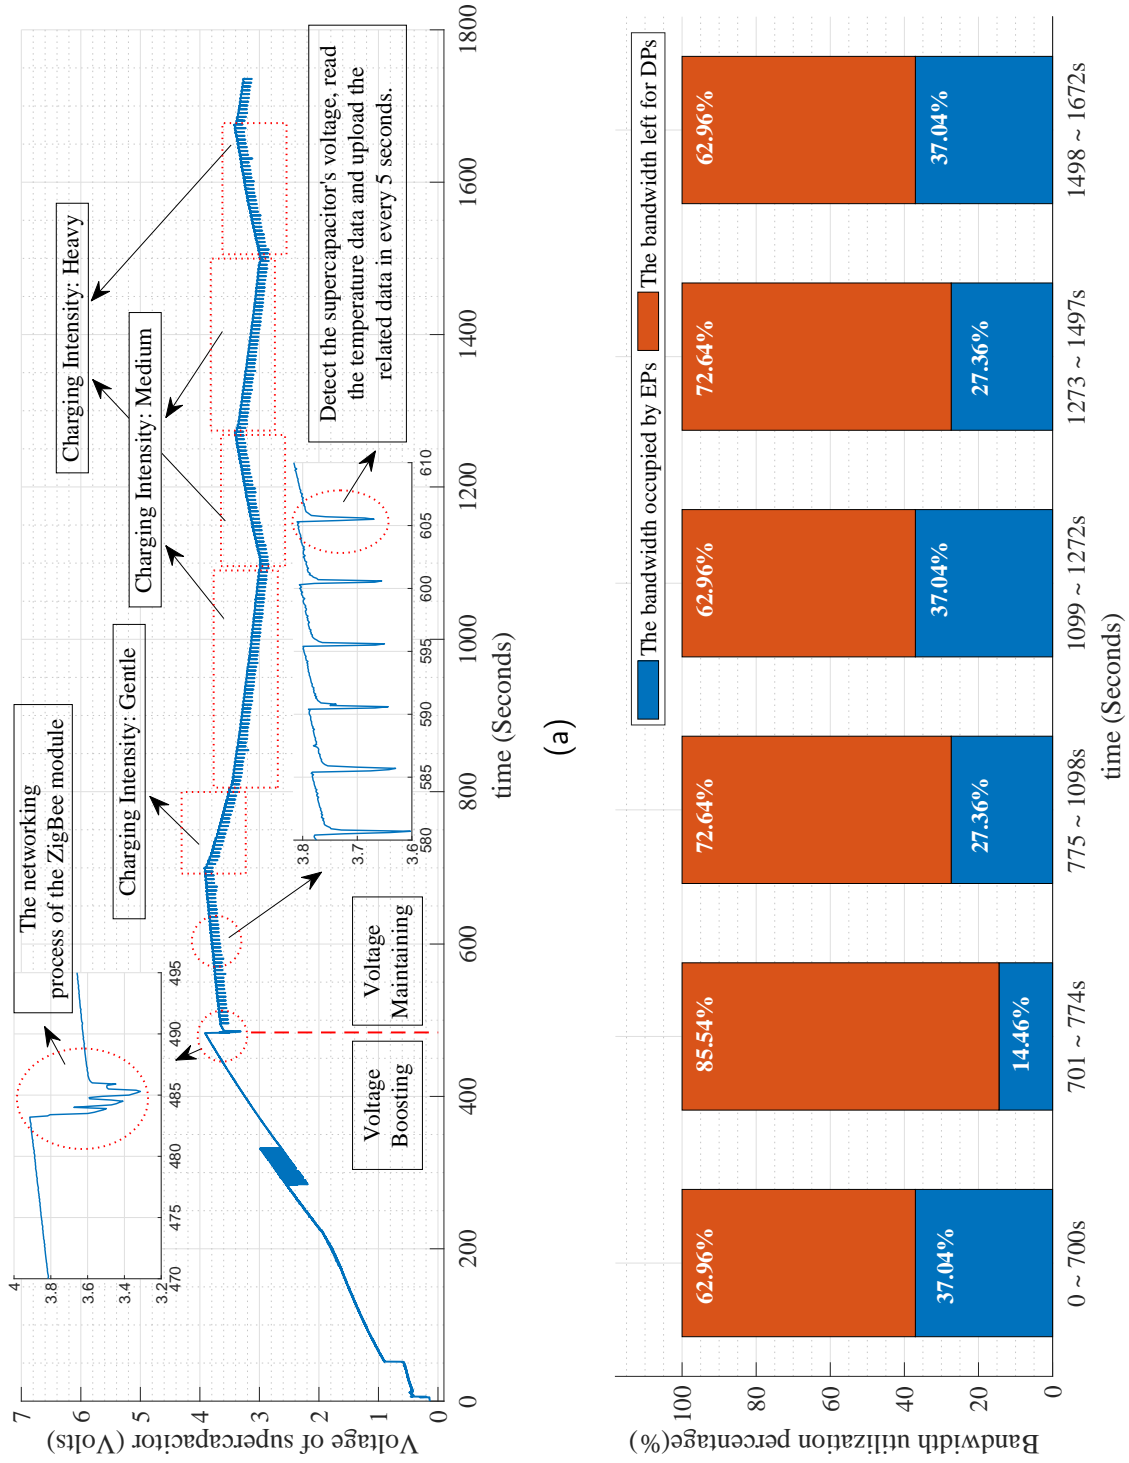 The networking
process of the ZigBee module
Charging Intensity: Gentle
Charging Intensity: Medium
Charging Intensity: Heavy
Detect the supercapacitor's voltage, read
the temperature data and upload the
related data in every 5 seconds.
Voltage
Boosting
Voltage
Maintaining
Voltage of supercapacitor (Volts)
7
6
5
4
3
2
1
0
0 200 400 600 800 1000 1200 1400 1600 1800
time (Seconds)
4
3.8
3.6
3.4
3.2
470 475 480 485 490 495
3.8
3.7
3.6
580 585 590 595 600 605 610
(a)
The bandwidth occupied by EPs The bandwidth left for DPs
Bandwidth utilization percentage(%)
100
80
60
40
20
0
62.96% 85.54% 72.64% 62.96% 72.64% 62.96%
37.04% 14.46% 27.36% 37.04% 27.36% 37.04%
0 ~ 700s 701 ~ 774s 775 ~ 1098s 1099 ~ 1272s 1273 ~ 1497s 1498 ~ 1672s
time (Seconds)